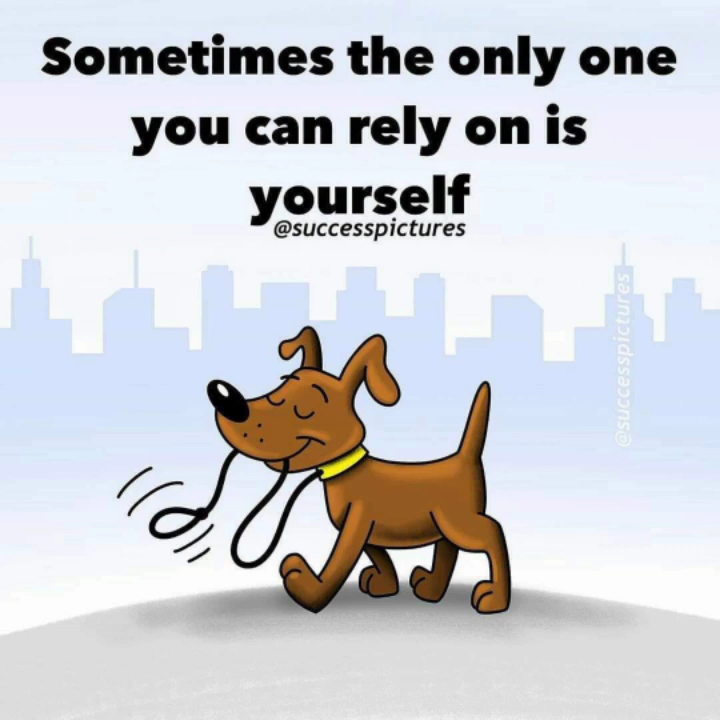 Sometimes the only one
you can rely on is
yourself
@successpictures
@successpictures